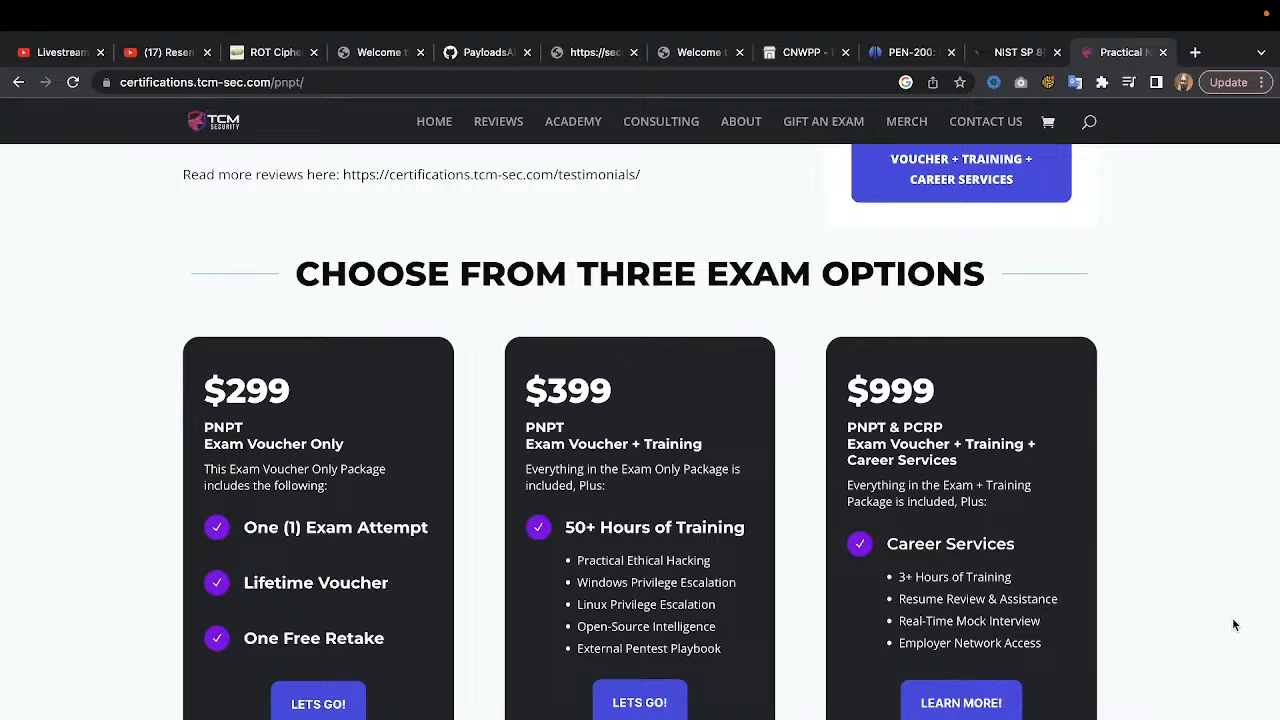 Livestream
(17) Resen
ROT Ciphe
Welcome t
PayloadsA
https://sec
Welcome t
CNWPP -
PEN-200:
NIST SP 8
Practical N
certifications.tcm-sec.com/pnpt/
Update
TCM
SECURITY
HOME
REVIEWS
ACADEMY
CONSULTING
ABOUT
GIFT AN EXAM
MERCH
CONTACT US
Read more reviews here: https://certifications.tcm-sec.com/testimonials/
VOUCHER + TRAINING +
CAREER SERVICES
CHOOSE FROM THREE EXAM OPTIONS
$299
PNPT
Exam Voucher Only
This Exam Voucher Only Package
includes the following:
One (1) Exam Attempt
Lifetime Voucher
One Free Retake
LETS GO!
$399
PNPT
Exam Voucher + Training
Everything in the Exam Only Package is
included, Plus:
50+ Hours of Training
• Practical Ethical Hacking
• Windows Privilege Escalation
• Linux Privilege Escalation
• Open-Source Intelligence
• External Pentest Playbook
LETS GO!
$999
PNPT & PCRP
Exam Voucher + Training +
Career Services
Everything in the Exam + Training
Package is included, Plus:
Career Services
• 3+ Hours of Training
• Resume Review & Assistance
• Real-Time Mock Interview
• Employer Network Access
LEARN MORE!